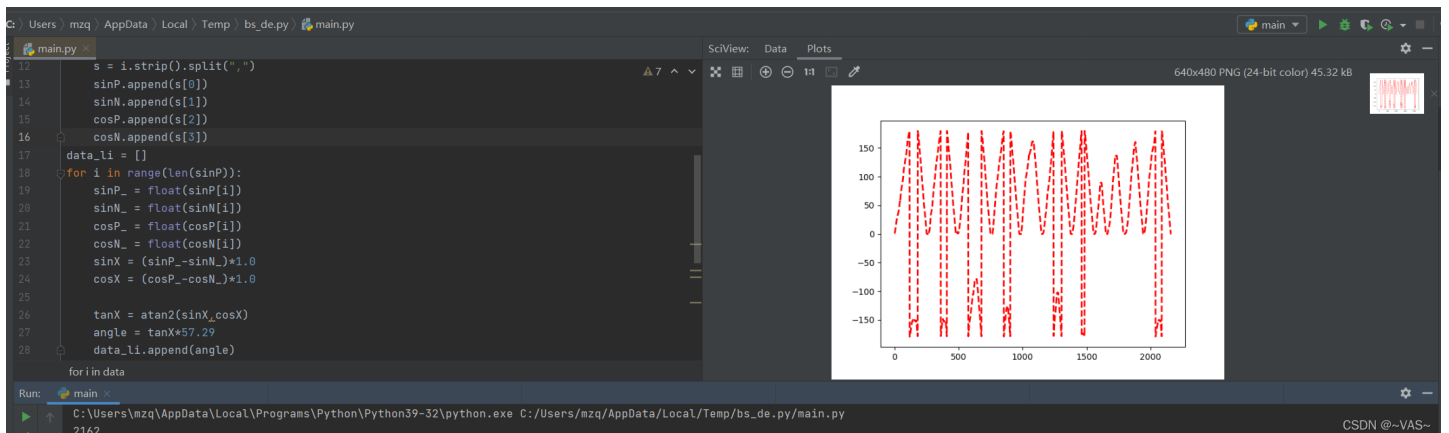 C: > Users > mzq > AppData > Local > Temp > bs_de.py > main.py
main
Project
main.py
SciView: Data Plots
7
1:1
640x480 PNG (24-bit color) 45.32 kB
12 s = i.strip().split(",")
13 sinP.append(s[0])
14 sinN.append(s[1])
15 cosP.append(s[2])
16 cosN.append(s[3])
17 data_li = []
18 for i in range(len(sinP)):
19 sinP_ = float(sinP[i])
20 sinN_ = float(sinN[i])
21 cosP_ = float(cosP[i])
22 cosN_ = float(cosN[i])
23 sinX = (sinP_-sinN_)*1.0
24 cosX = (cosP_-cosN_)*1.0
25
26 tanX = atan2(sinX,cosX)
27 angle = tanX*57.29
28 data_li.append(angle)
for i in data
150
100
50
0
−50
−100
−150
0 500 1000 1500 2000
Run: main
C:\Users\mzq\AppData\Local\Programs\Python\Python39-32\python.exe C:/Users/mzq/AppData/Local/Temp/bs_de.py/main.py
2162
CSDN @~VAS~